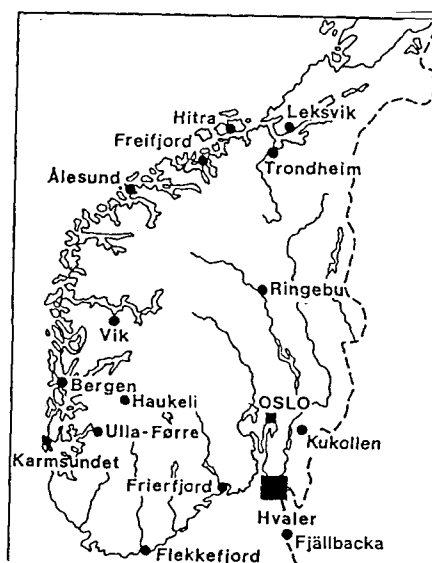 Hitra
Leksvik
Freifjord
Trondheim
Ålesund
Ringebu
Vik
Bergen
Haukeli
OSLO
Ulla-Førre
Kukollen
Karmsundet
Frierfjord
Hvaler
Fjällbacka
Flekkefjord